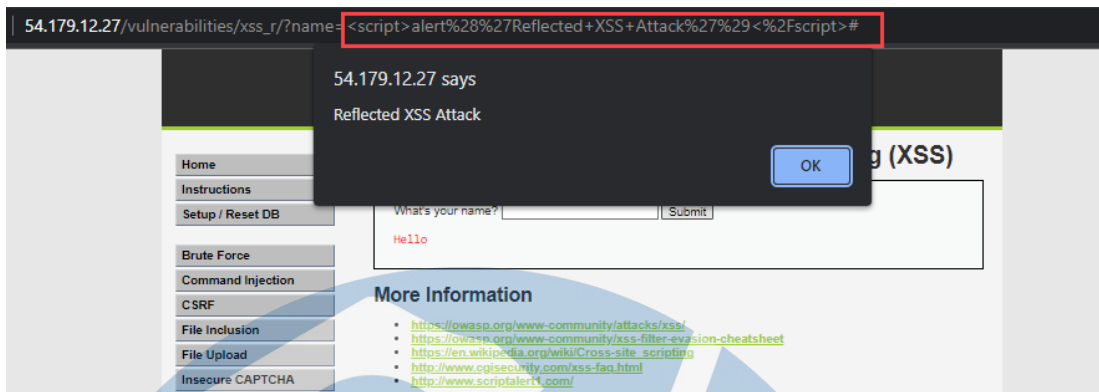 54.179.12.27/vulnerabilities/xss_r/?name=<script>alert%28%27Reflected+XSS+Attack%27%29<%2Fscript>#
54.179.12.27 says
Reflected XSS Attack
OK
g (XSS)
Home
Instructions
Setup / Reset DB
Brute Force
Command Injection
CSRF
File Inclusion
File Upload
Insecure CAPTCHA
What's your name?
Submit
Hello
More Information
https://owasp.org/www-community/attacks/xss/
https://owasp.org/www-community/xss-filter-evasion-cheatsheet
https://en.wikipedia.org/wiki/Cross-site_scripting
http://www.cgisecurity.com/xss-faq.html
http://www.scriptalert1.com/